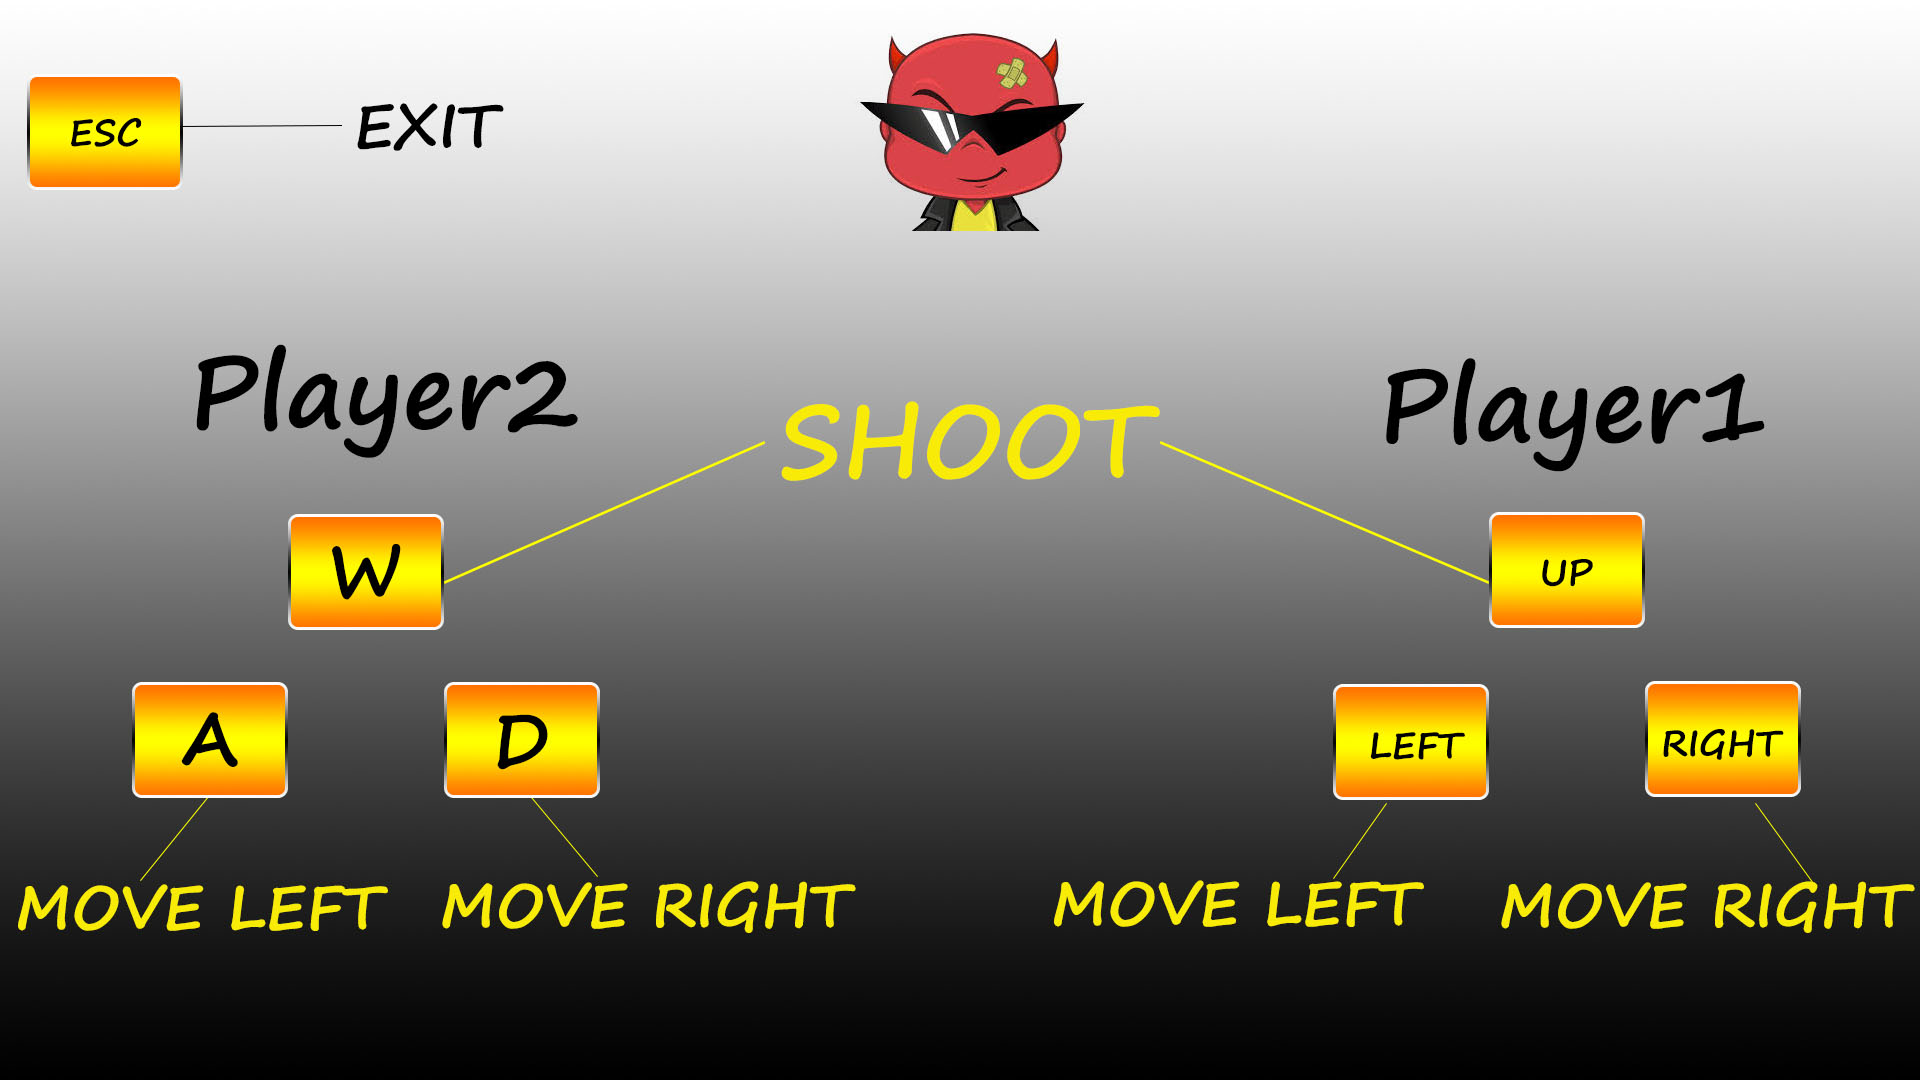 ESC
EXIT
Player2
SHOOT
Player1
W
UP
A
D
LEFT
RIGHT
MOVE LEFT
MOVE RIGHT
MOVE LEFT
MOVE RIGHT